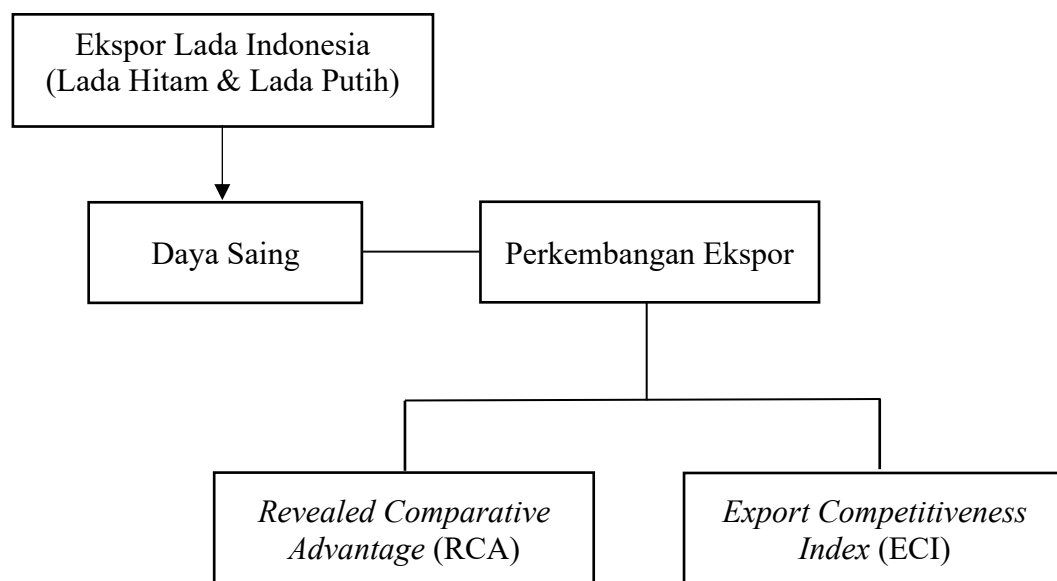 Ekspor Lada Indonesia
(Lada Hitam & Lada Putih)
Daya Saing
Perkembangan Ekspor
Revealed Comparative
Advantage (RCA)
Export Competitiveness
Index (ECI)